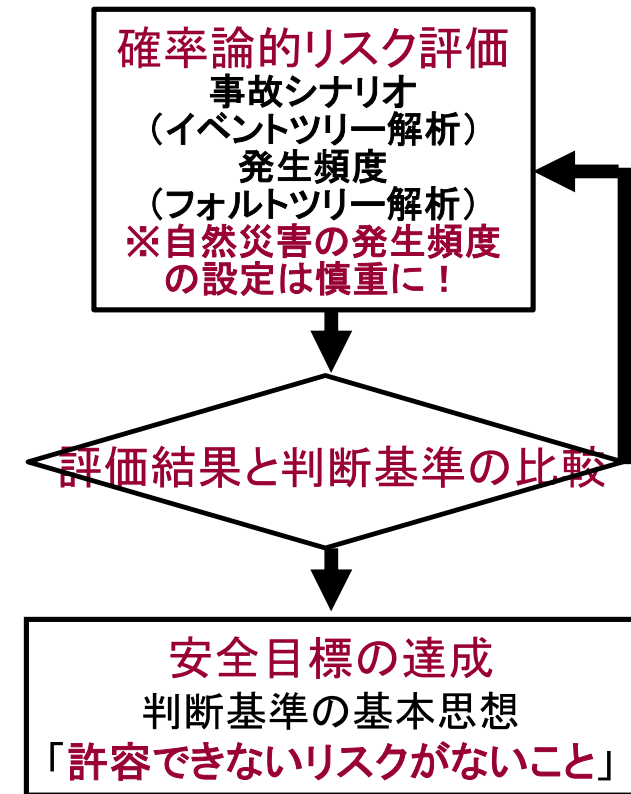 確率論的リスク評価
事故シナリオ
（イベントツリー解析）
発生頻度
（フォルトツリー解析）
※自然災害の発生頻度
の設定は慎重に！
評価結果と判断基準の比較
安全目標の達成
判断基準の基本思想
「許容できないリスクがないこと」